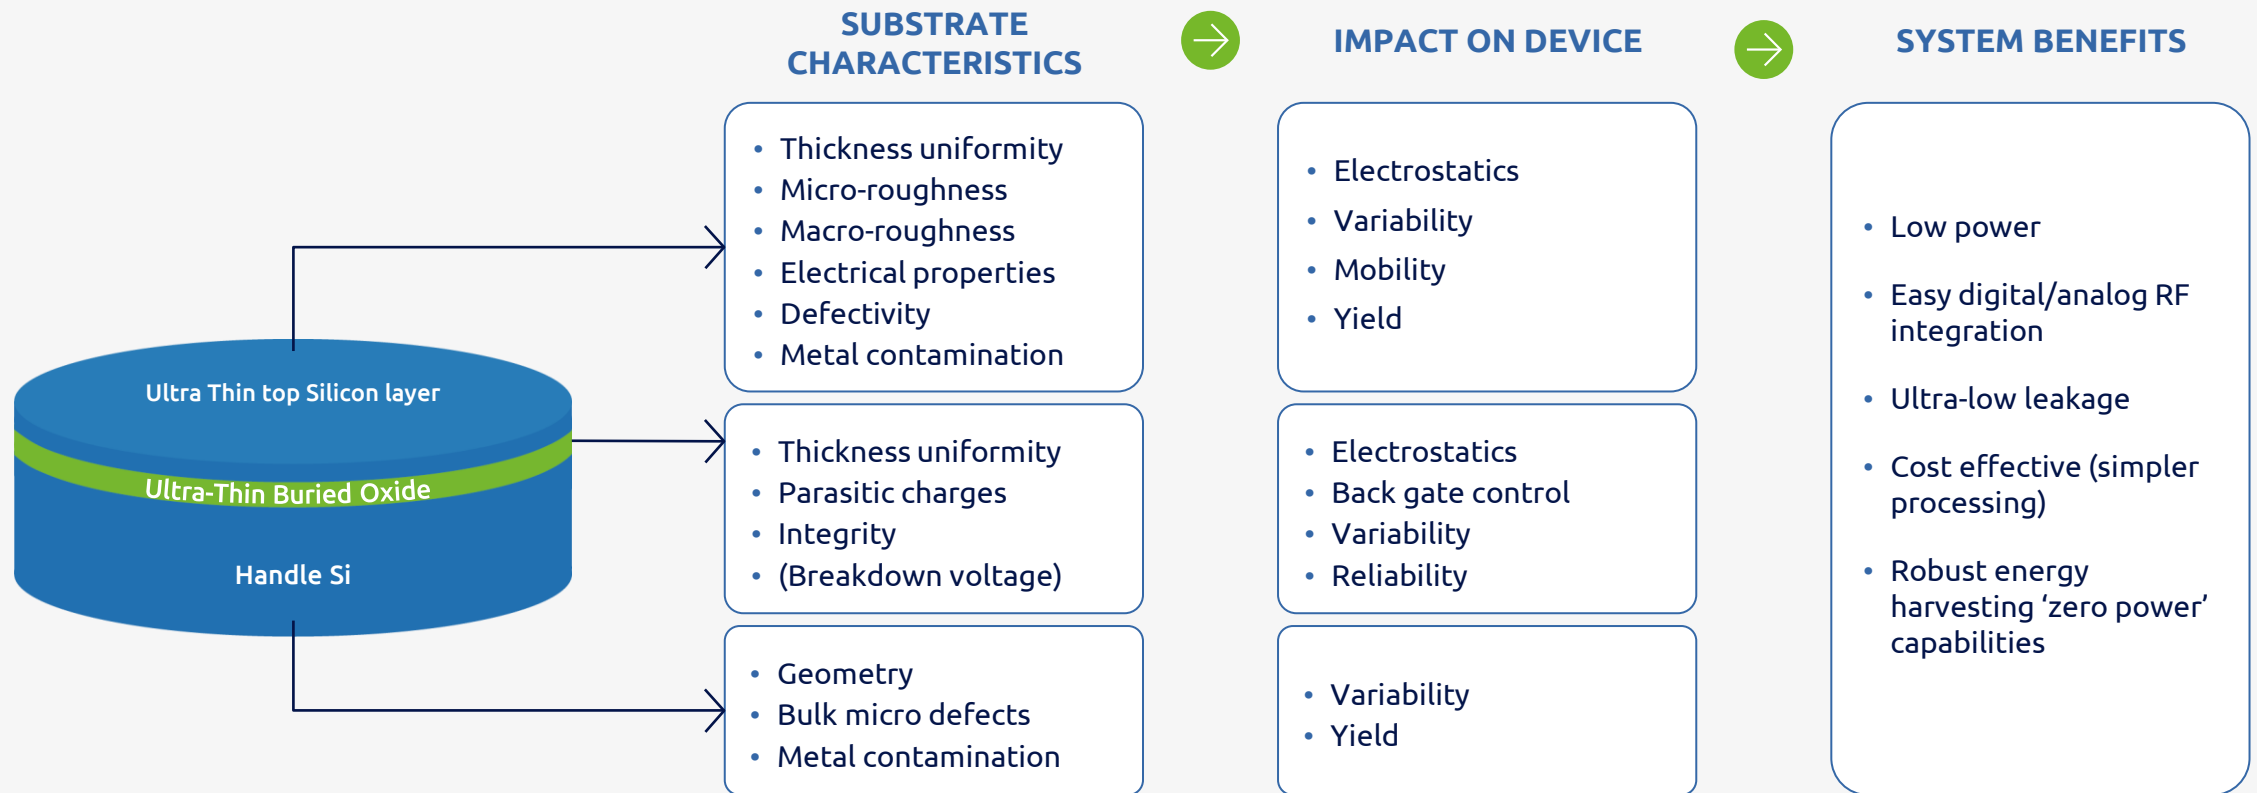 SUBSTRATE
CHARACTERISTICS
IMPACT ON DEVICE
SYSTEM BENEFITS
Ultra Thin top Silicon layer
Ultra-Thin Buried Oxide
Handle Si
• Thickness uniformity
• Micro-roughness
• Macro-roughness
• Electrical properties
• Defectivity
• Metal contamination
• Electrostatics
• Variability
• Mobility
• Yield
• Thickness uniformity
• Parasitic charges
• Integrity
• (Breakdown voltage)
• Electrostatics
• Back gate control
• Variability
• Reliability
• Geometry
• Bulk micro defects
• Metal contamination
• Variability
• Yield
• Low power
• Easy digital/analog RF
integration
• Ultra-low leakage
• Cost effective (simpler
processing)
• Robust energy
harvesting ‘zero power’
capabilities